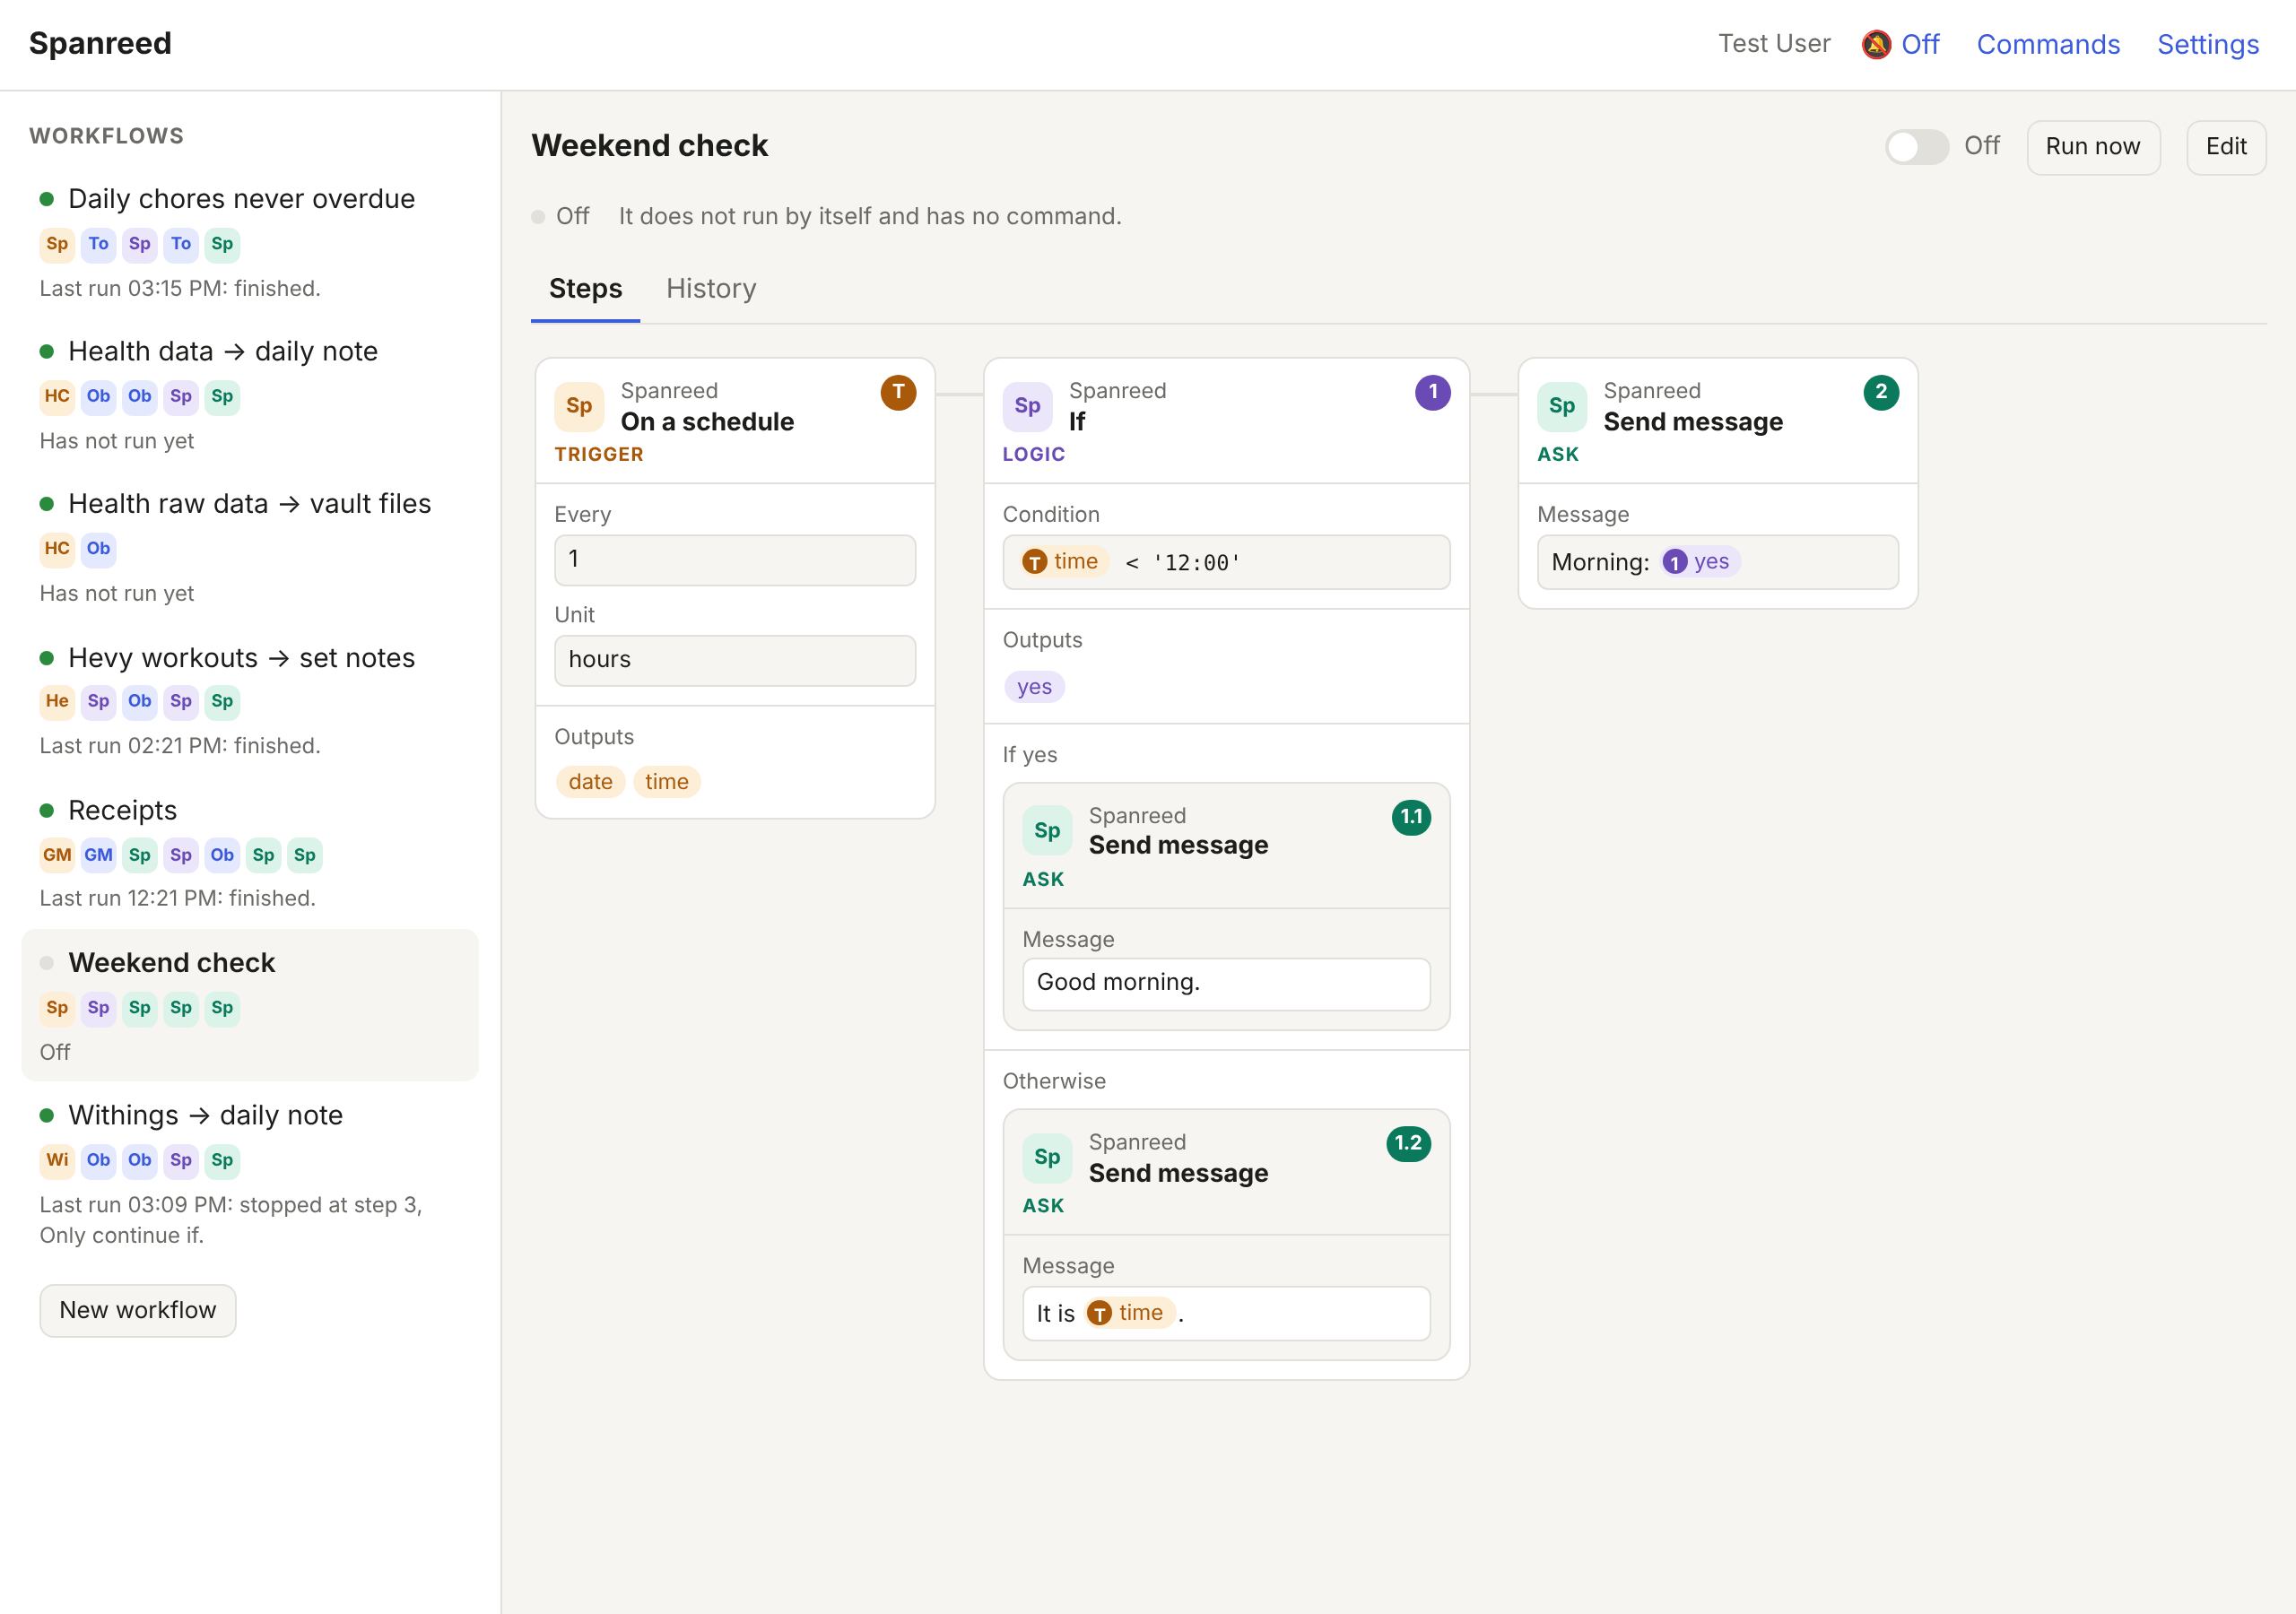 Spanreed
Test User
Off
Commands
Settings
WORKFLOWS
Daily chores never overdue
Sp To Sp To Sp
Last run 03:15 PM: finished.
Health data → daily note
HC Ob Ob Sp Sp
Has not run yet
Health raw data → vault files
HC Ob
Has not run yet
Hevy workouts → set notes
He Sp Ob Sp Sp
Last run 02:21 PM: finished.
Receipts
GM GM Sp Sp Ob Sp Sp
Last run 12:21 PM: finished.
Weekend check
Sp Sp Sp Sp Sp
Off
Withings → daily note
Wi Ob Ob Sp Sp
Last run 03:09 PM: stopped at step 3,
Only continue if.
New workflow
Weekend check
Off
Run now
Edit
Off It does not run by itself and has no command.
Steps
History
Sp
Spanreed
On a schedule
T
TRIGGER
Every
1
Unit
hours
Outputs
date time
Sp
Spanreed
If
1
LOGIC
Condition
T time < '12:00'
Outputs
yes
If yes
Sp
Spanreed
Send message
1.1
ASK
Message
Good morning.
Otherwise
Sp
Spanreed
Send message
1.2
ASK
Message
It is T time .
Sp
Spanreed
Send message
2
ASK
Message
Morning: 1 yes